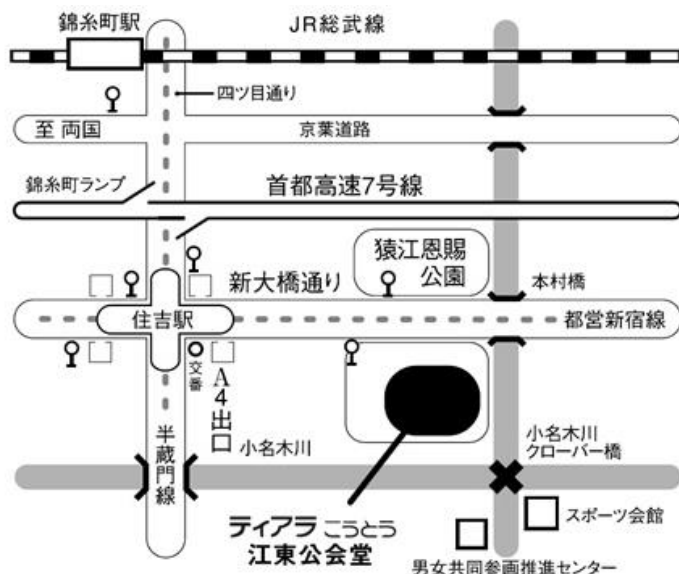 錦糸町駅
JR総武線
四ツ目通り
至 両国
京葉道路
錦糸町ランプ
首都高速7号線
猿江恩賜
公園
新大橋通り
本村橋
住吉駅
都営新宿線
交番
A4出口
半蔵門線
小名木川
小名木川
クローバー橋
ティアラこうとう
江東公会堂
スポーツ会館
男女共同参画推進センター